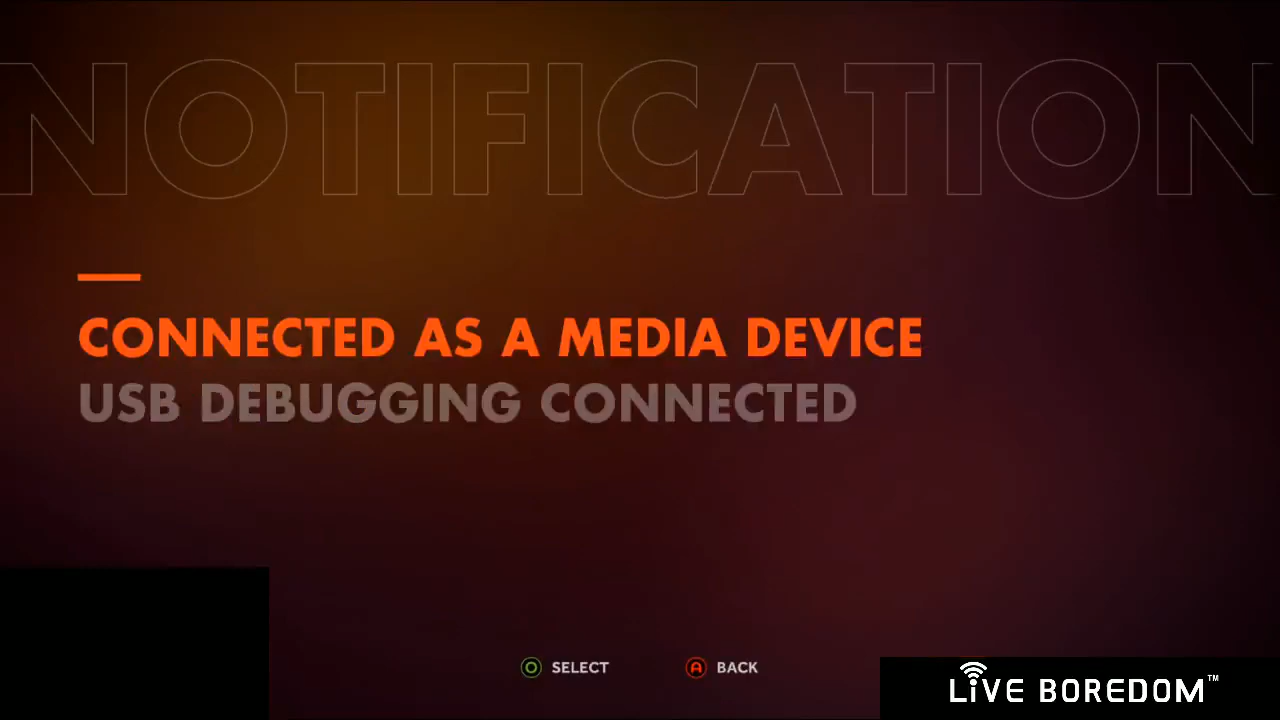 NOTIFICATION
CONNECTED AS A MEDIA DEVICE
USB DEBUGGING CONNECTED
O SELECT A BACK
LiVE BOREDOM™